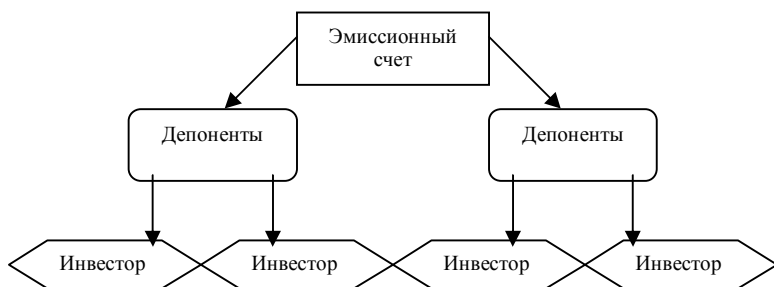 Эмиссионный
счет
Депоненты
Депоненты
Инвестор
Инвестор
Инвестор
Инвестор